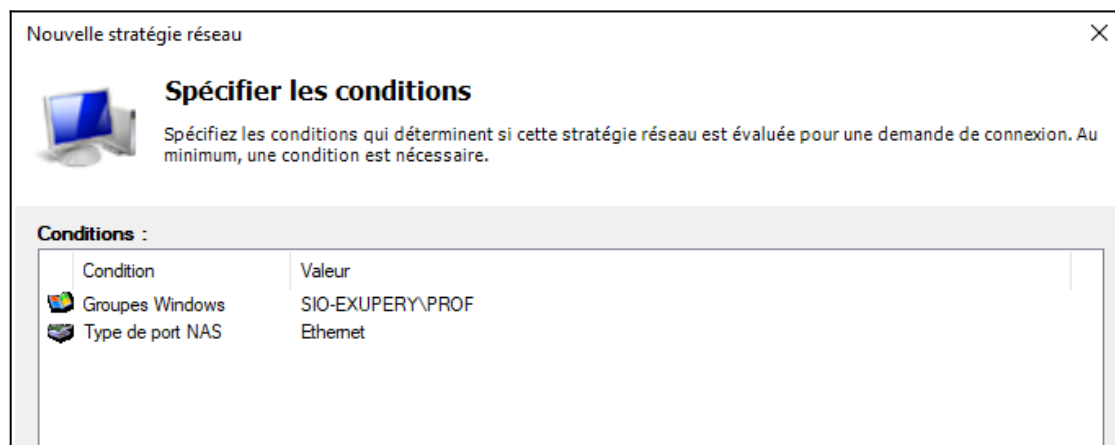 Nouvelle stratégie réseau
Spécifier les conditions
Spécifiez les conditions qui déterminent si cette stratégie réseau est évaluée pour une demande de connexion. Au
minimum, une condition est nécessaire.
Conditions :
Condition Valeur
Groupes Windows SIO-EXUPERY\PROF
Type de port NAS Ethernet